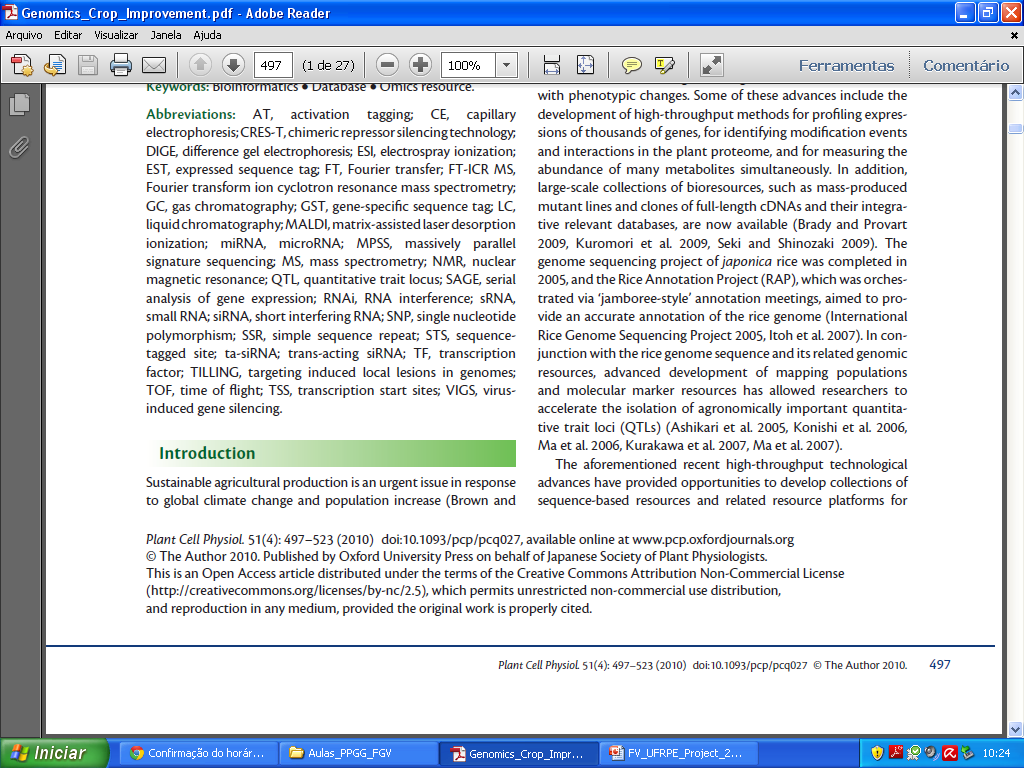 Genomics_Crop_Improvement.pdf - Adobe Reader
Arquivo Editar Visualizar Janela Ajuda
497 (1 de 27) 100% Ferramentas Comentário
Keywords: Bioinformatics • Database • Omics resource.
Abbreviations: AT, activation tagging; CE, capillary
electrophoresis; CRES-T, chimeric repressor silencing technology;
DIGE, difference gel electrophoresis; ESI, electrospray ionization;
EST, expressed sequence tag; FT, Fourier transfer; FT-ICR MS,
Fourier transform ion cyclotron resonance mass spectrometry;
GC, gas chromatography; GST, gene-specific sequence tag; LC,
liquid chromatography; MALDI, matrix-assisted laser desorption
ionization; miRNA, microRNA; MPSS, massively parallel
signature sequencing; MS, mass spectrometry; NMR, nuclear
magnetic resonance; QTL, quantitative trait locus; SAGE, serial
analysis of gene expression; RNAi, RNA interference; sRNA,
small RNA; siRNA, short interfering RNA; SNP, single nucleotide
polymorphism; SSR, simple sequence repeat; STS, sequence-
tagged site; ta-siRNA; trans-acting siRNA; TF, transcription
factor; TILLING, targeting induced local lesions in genomes;
TOF, time of flight; TSS, transcription start sites; VIGS, virus-
induced gene silencing.
Introduction
Sustainable agricultural production is an urgent issue in response
to global climate change and population increase (Brown and
with phenotypic changes. Some of these advances include the
development of high-throughput methods for profiling expres-
sions of thousands of genes, for identifying modification events
and interactions in the plant proteome, and for measuring the
abundance of many metabolites simultaneously. In addition,
large-scale collections of bioresources, such as mass-produced
mutant lines and clones of full-length cDNAs and their integra-
tive relevant databases, are now available (Brady and Provart
2009, Kuromori et al. 2009, Seki and Shinozaki 2009). The
genome sequencing project of japonica rice was completed in
2005, and the Rice Annotation Project (RAP), which was orches-
trated via ‘jamboree-style’ annotation meetings, aimed to pro-
vide an accurate annotation of the rice genome (International
Rice Genome Sequencing Project 2005, Itoh et al. 2007). In con-
junction with the rice genome sequence and its related genomic
resources, advanced development of mapping populations
and molecular marker resources has allowed researchers to
accelerate the isolation of agronomically important quantita-
tive trait loci (QTLs) (Ashikari et al. 2005, Konishi et al. 2006,
Ma et al. 2006, Kurakawa et al. 2007, Ma et al. 2007).
The aforementioned recent high-throughput technological
advances have provided opportunities to develop collections of
sequence-based resources and related resource platforms for
Plant Cell Physiol. 51(4): 497–523 (2010) doi:10.1093/pcp/pcq027, available online at www.pcp.oxfordjournals.org
© The Author 2010. Published by Oxford University Press on behalf of Japanese Society of Plant Physiologists.
This is an Open Access article distributed under the terms of the Creative Commons Attribution Non-Commercial License
(http://creativecommons.org/licenses/by-nc/2.5), which permits unrestricted non-commercial use distribution,
and reproduction in any medium, provided the original work is properly cited.
Plant Cell Physiol. 51(4): 497–523 (2010) doi:10.1093/pcp/pcq027 © The Author 2010. 497
Iniciar Confirmação do horár... Aulas_PPGG_FGV Genomics_Crop_Impr... FV_UFRPE_Project_2... 10:24